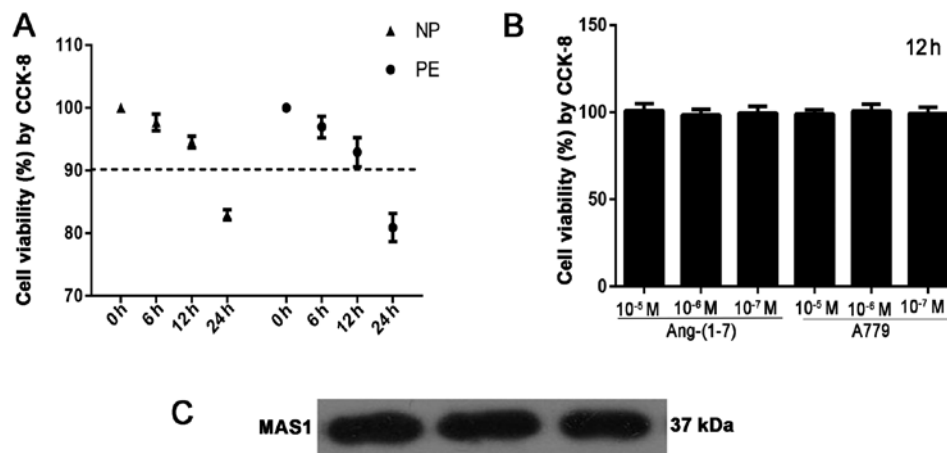 A
B
▲ NP
● PE
Cell viability (%) by CCK-8
110
100
90
80
70
0h 6h 12h 24h 0h 6h 12h 24h
Cell viability (%) by CCK-8
12h
150
100
50
0
10⁻⁵ M 10⁻⁶ M 10⁻⁷ M 10⁻⁵ M 10⁻⁶ M 10⁻⁷ M
Ang-(1-7) A779
C
MAS1 37 kDa